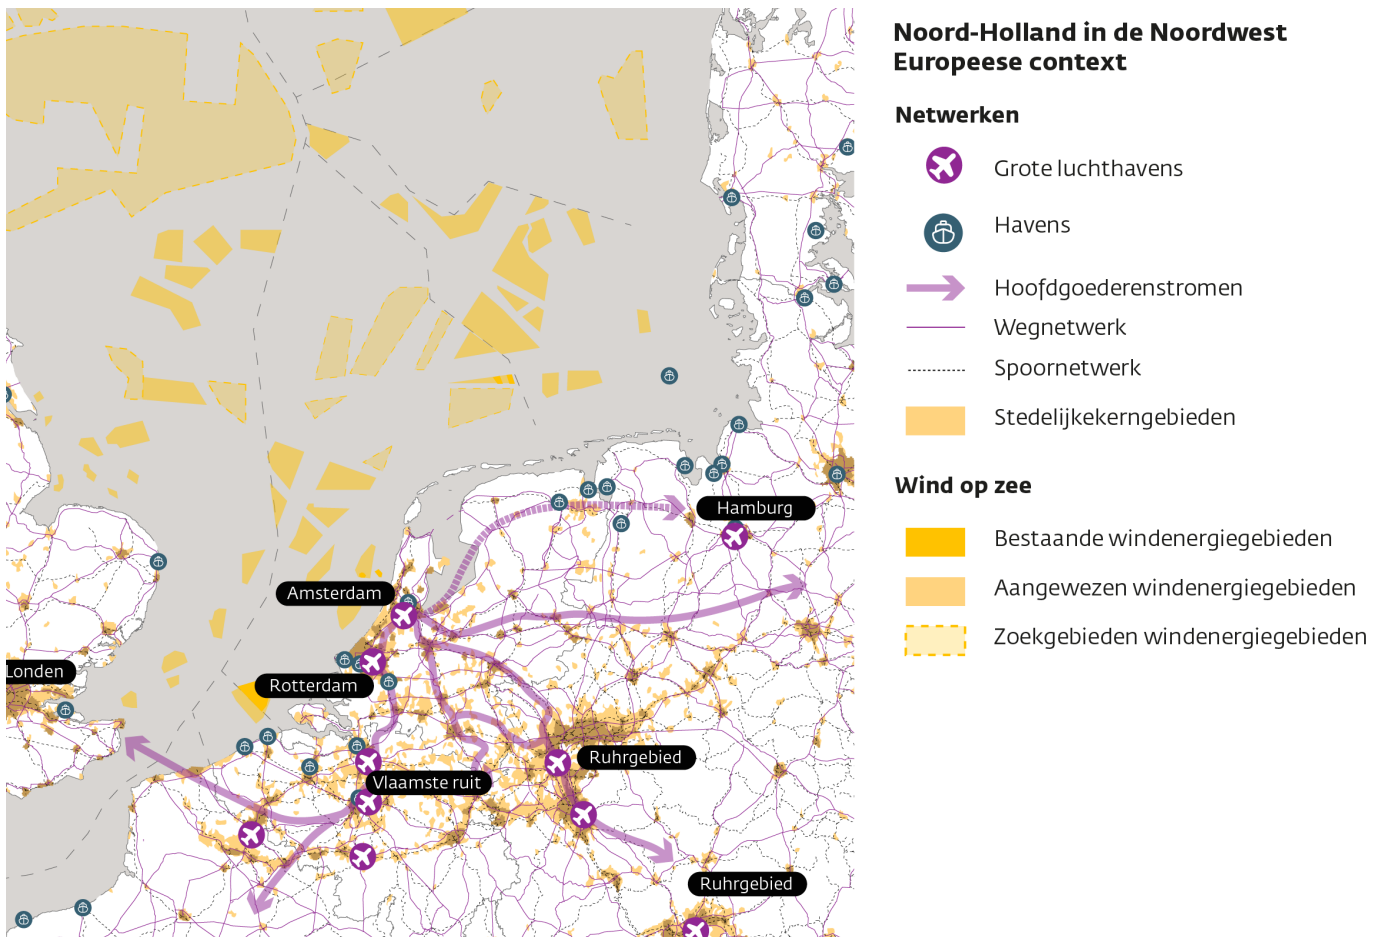 Noord-Holland in de Noordwest
Europeese context
Netwerken
Grote luchthavens
Havens
Hoofdgoederenstromen
Wegnetwerk
Spoornetwerk
Stedelijkekerngebieden
Wind op zee
Bestaande windenergiegebieden
Aangewezen windenergiegebieden
Zoekgebieden windenergiegebieden
Hamburg
Amsterdam
Londen
Rotterdam
Ruhrgebied
Vlaamste ruit
Ruhrgebied